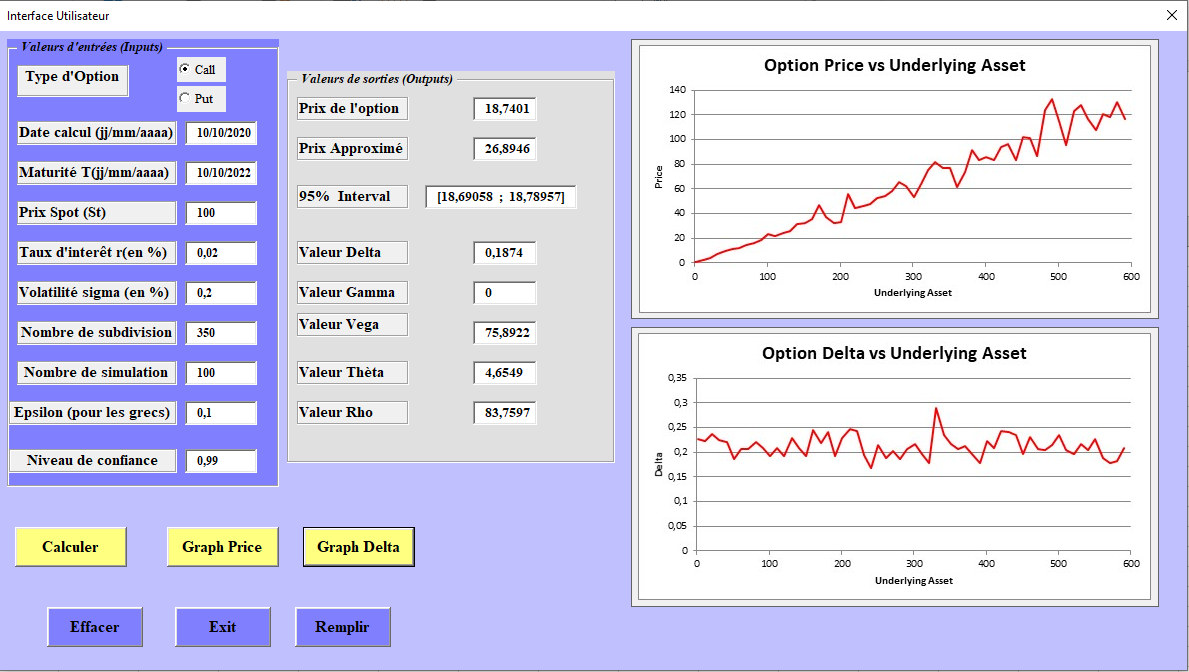 Interface Utilisateur
Valeurs d'entrées (Inputs)
Type d'Option
Call
Put
Date calcul (jj/mm/aaaa)
10/10/2020
Maturité T(jj/mm/aaaa)
10/10/2022
Prix Spot (St)
100
Taux d'interêt r(en %)
0,02
Volatilité sigma (en %)
0,2
Nombre de subdivision
350
Nombre de simulation
100
Epsilon (pour les grecs)
0,1
Niveau de confiance
0,99
Valeurs de sorties (Outputs)
Prix de l'option
18,7401
Prix Approximé
26,8946
95% Interval
[18,69058 ; 18,78957]
Valeur Delta
0,1874
Valeur Gamma
0
Valeur Vega
75,8922
Valeur Thèta
4,6549
Valeur Rho
83,7597
Calculer
Graph Price
Graph Delta
Effacer
Exit
Remplir
Option Price vs Underlying Asset
Price
140
120
100
80
60
40
20
0
0 100 200 300 400 500 600
Underlying Asset
Option Delta vs Underlying Asset
Delta
0,35
0,3
0,25
0,2
0,15
0,1
0,05
0
0 100 200 300 400 500 600
Underlying Asset